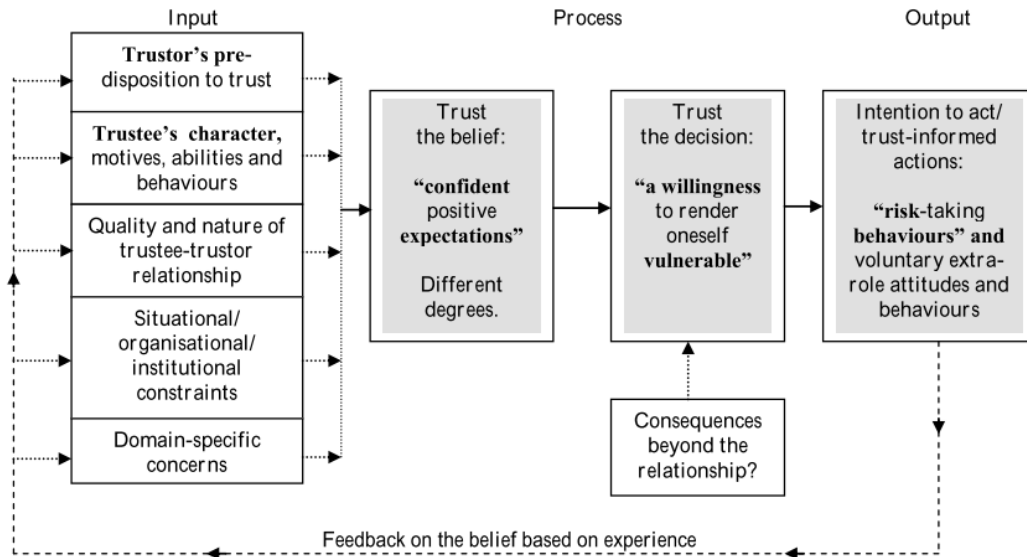 Input
Process
Output
Trustor’s pre-
disposition to trust
Trustee’s character,
motives, abilities and
behaviours
Quality and nature of
trustee-trustor
relationship
Situational/
organisational/
institutional
constraints
Domain-specific
concerns
Trust
the belief:
“confident
positive
expectations”
Different
degrees.
Trust
the decision:
“a willingness
to render
oneself
vulnerable”
Intention to act/
trust-informed
actions:
“risk-taking
behaviours” and
voluntary extra-
role attitudes and
behaviours
Consequences
beyond the
relationship?
Feedback on the belief based on experience